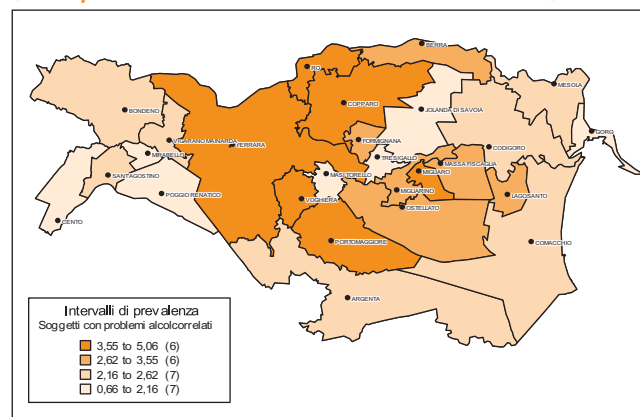 BERRA
RO
MESOLA
COPPARO
BONDENO
JOLANDA DI SAVOIA
GORO
VIGARANO MAINARDA
FORMIGNANA
FERRARA
CODIGORO
MIRABELLO
TRESIGALLO
MASSA FISCAGLIA
SANTAGOSTINO
MASI TORELLO
MIGLIARO
POGGIO RENATICO
MIGLIARINO
LAGOSANTO
VOGHIERA
OSTELLATO
CENTO
PORTOMAGGIORE
COMACCHIO
ARGENTA
Intervalli di prevalenza
Soggetti con problemi alcolcorrelati
3,55 to 5,06 (6)
2,62 to 3,55 (6)
2,16 to 2,62 (7)
0,66 to 2,16 (7)